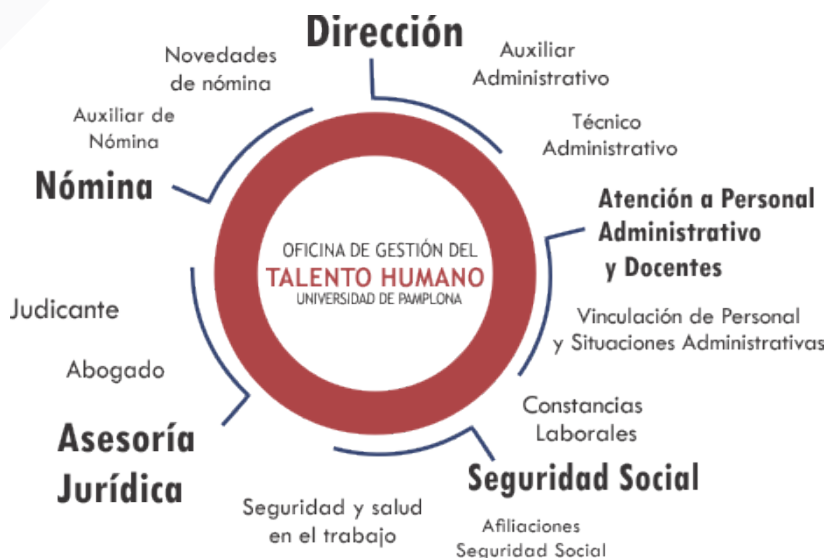 Dirección
Auxiliar
Administrativo
Técnico
Administrativo
Atención a Personal
Administrativo
y Docentes
Vinculación de Personal
y Situaciones Administrativas
Constancias
Laborales
Seguridad Social
Afiliaciones
Seguridad Social
Seguridad y salud
en el trabajo
Asesoría
Jurídica
Abogado
Judicante
Nómina
Auxiliar de
Nómina
Novedades
de nómina
OFICINA DE GESTIÓN DEL
TALENTO HUMANO
UNIVERSIDAD DE PAMPLONA